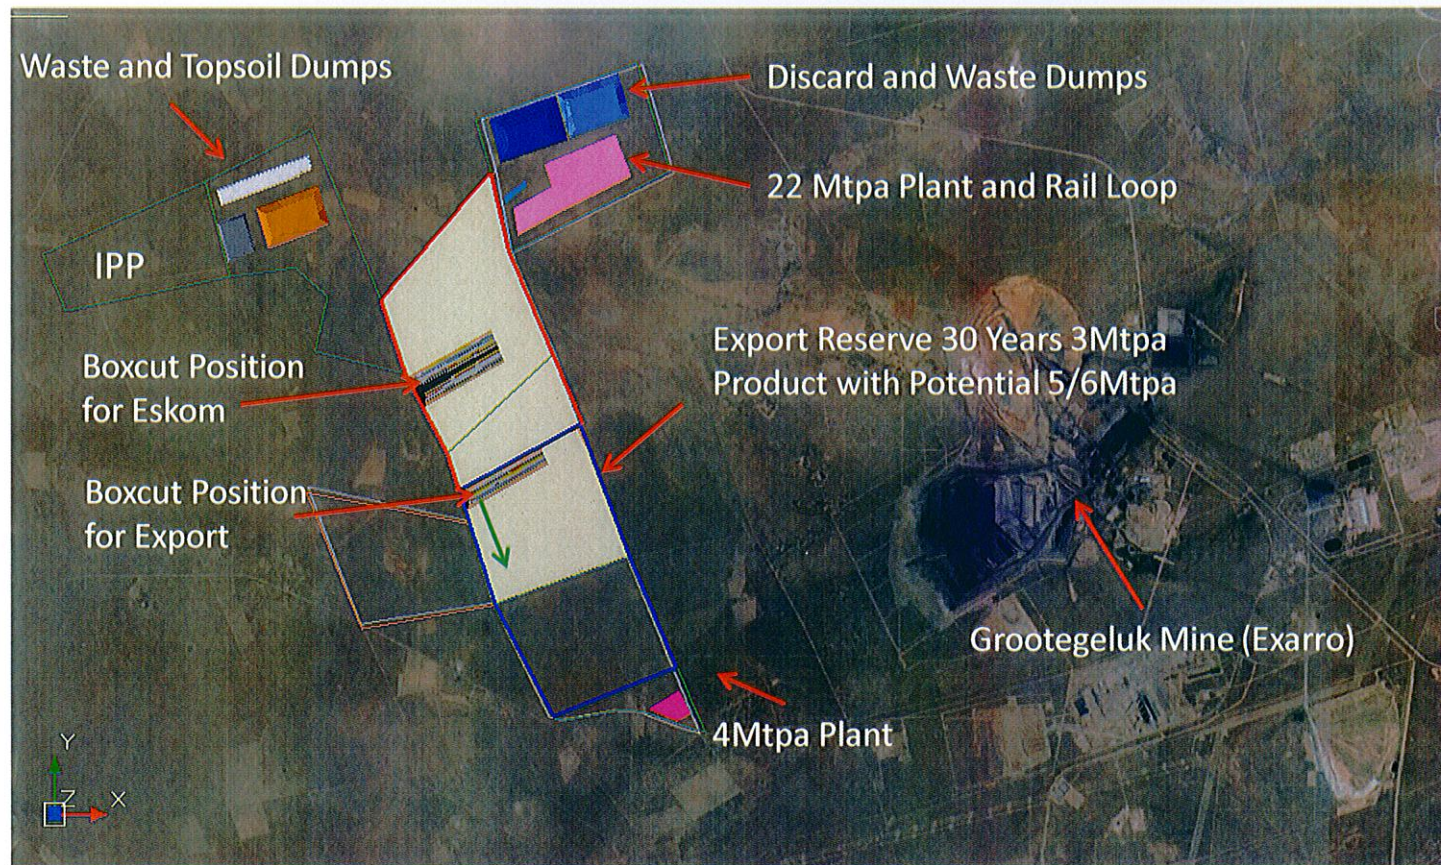 Waste and Topsoil Dumps
Discard and Waste Dumps
22 Mtpa Plant and Rail Loop
IPP
Export Reserve 30 Years 3Mtpa
Product with Potential 5/6Mtpa
Boxcut Position
for Eskom
Boxcut Position
for Export
Grootegeluk Mine (Exarro)
4Mtpa Plant
Y
Z
X